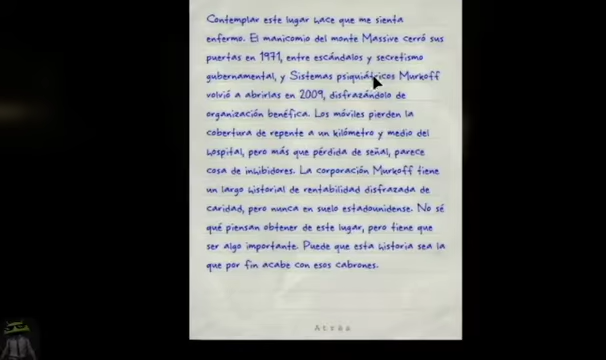 Contemplar este lugar hace que me sienta
enfermo. El manicomio del monte Massive cerró sus
puertas en 1971, entre escándalos y secretismo
gubernamental, y Sistemas psiquiátricos Murkoff
volvió a abrirlas en 2009, disfrazándolo de
organización benéfica. Los móviles pierden la
cobertura de repente a un kilómetro y medio del
hospital, pero más que pérdida de señal, parece
cosa de inhibidores. La corporación Murkoff tiene
un largo historial de rentabilidad disfrazada de
caridad, pero nunca en suelo estadounidense. No sé
qué piensan obtener de este lugar, pero tiene que
ser algo importante. Puede que esta historia sea la
que por fin acabe con esos cabrones.
Atrás